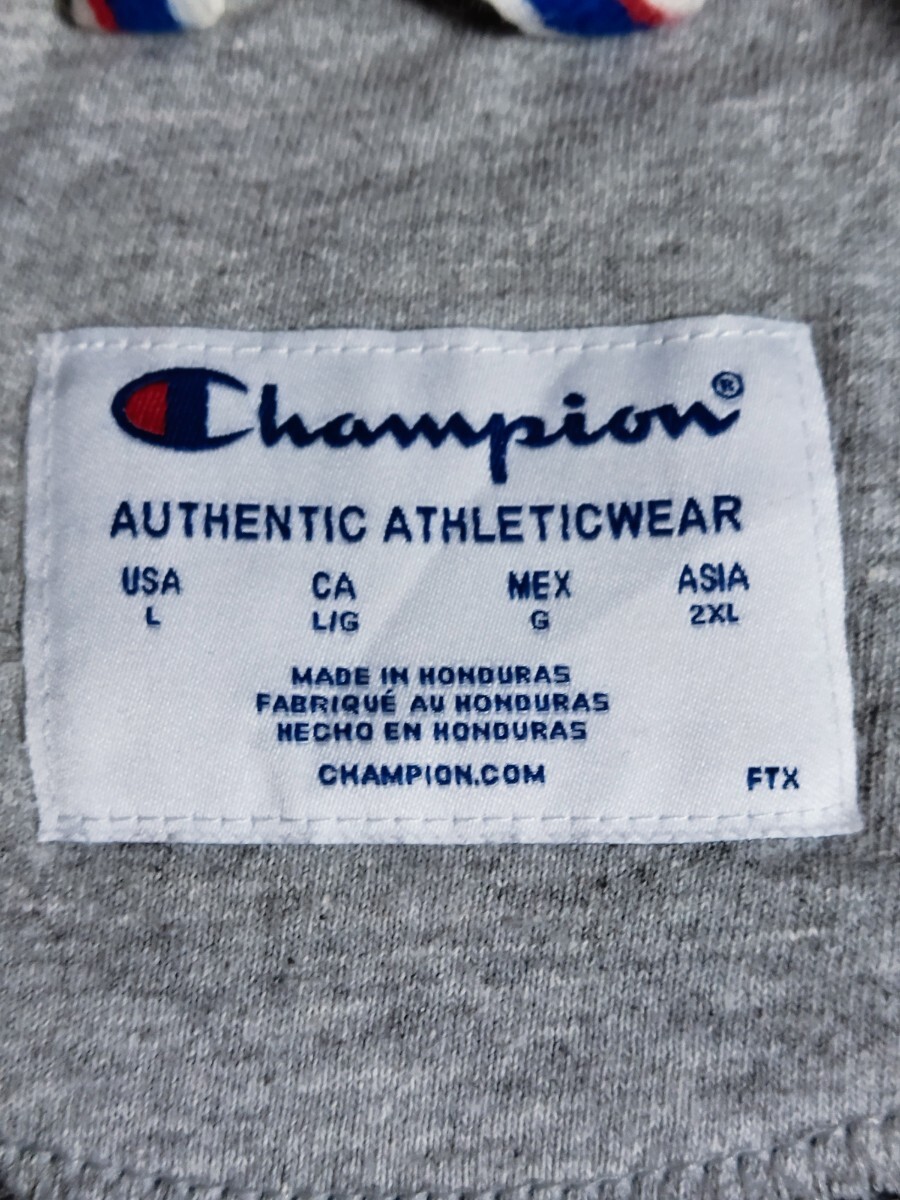 Champion®
AUTHENTIC ATHLETICWEAR
USA CA MEX ASIA
L L/G G 2XL
MADE IN HONDURAS
FABRIQUÉ AU HONDURAS
HECHO EN HONDURAS
CHAMPION.COM FTX